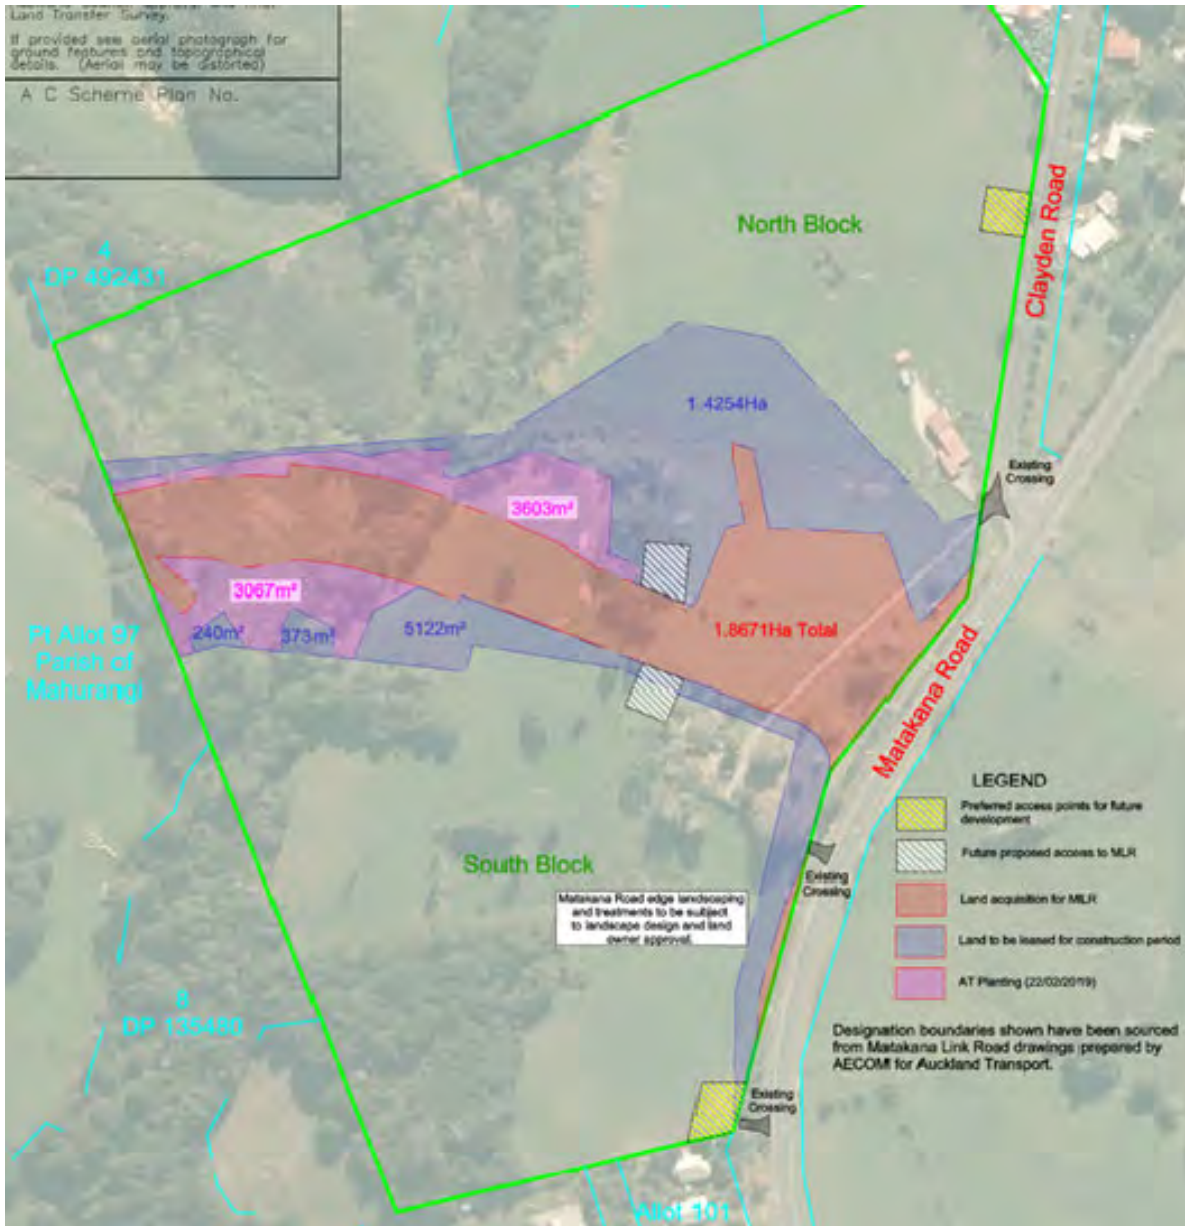 Land Transfer Survey.
If provided see aerial photograph for
ground features and topographical
details. (Aerial may be distorted)
A C Scheme Plan No.
North Block
Clayden Road
4
DP 492431
1.4254Ha
Existing
Crossing
3603m²
3067m²
240m²
373m²
5122m²
1.8671Ha Total
Pt Allot 97
Parish of
Mahurangi
Matakana Road
LEGEND
Preferred access points for future
development
Future proposed access to MLR
Land acquisition for MLR
Land to be leased for construction period
AT Planting (22/02/2019)
South Block
Existing
Crossing
Matakana Road edge landscaping
and treatments to be subject
to landscape design and land
owner approval.
8
DP 135480
Designation boundaries shown have been sourced
from Matakana Link Road drawings prepared by
AECOM for Auckland Transport.
Existing
Crossing
Allot 101